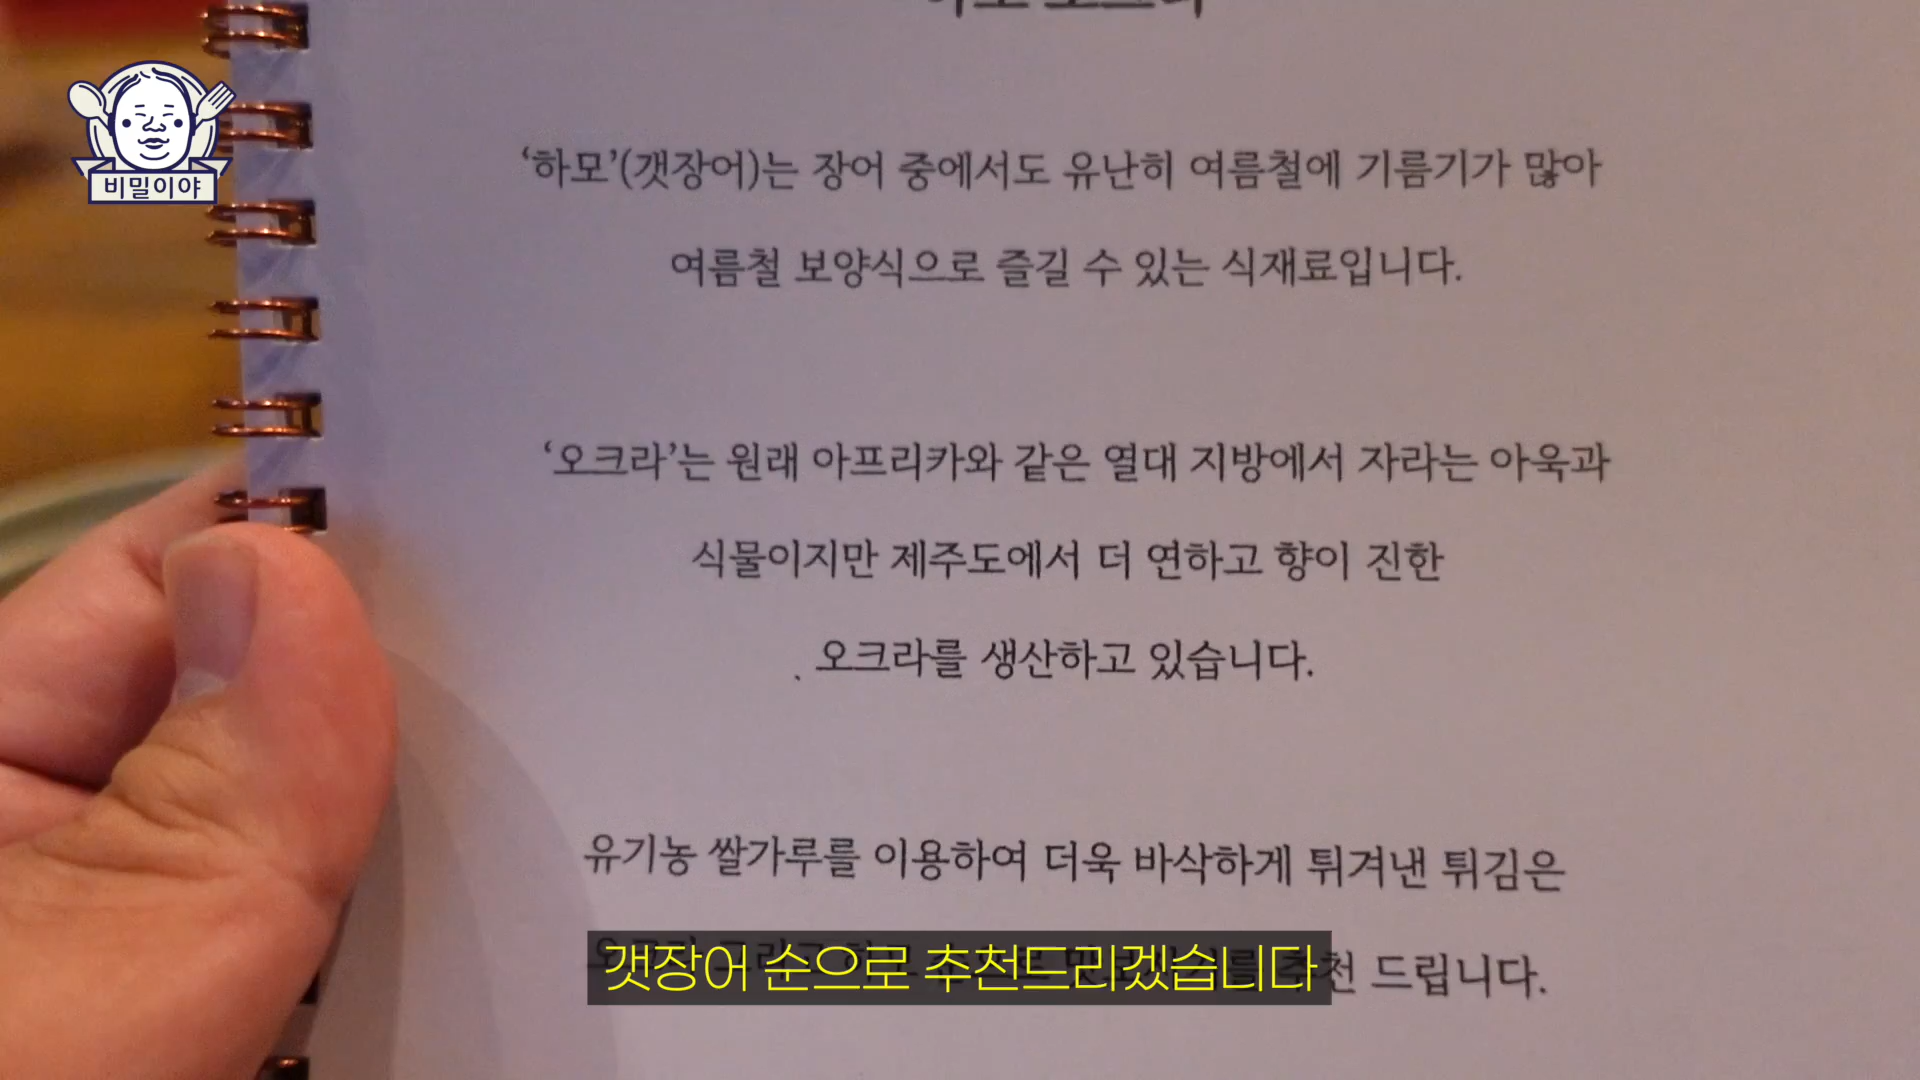 비밀이야
‘하모’(갯장어)는 장어 중에서도 유난히 여름철에 기름기가 많아
여름철 보양식으로 즐길 수 있는 식재료입니다.
‘오크라’는 원래 아프리카와 같은 열대 지방에서 자라는 아욱과
식물이지만 제주도에서 더 연하고 향이 진한
오크라를 생산하고 있습니다.
유기농 쌀가루를 이용하여 더욱 바삭하게 튀겨낸 튀김은
추천 드립니다.
갯장어 순으로 추천드리겠습니다